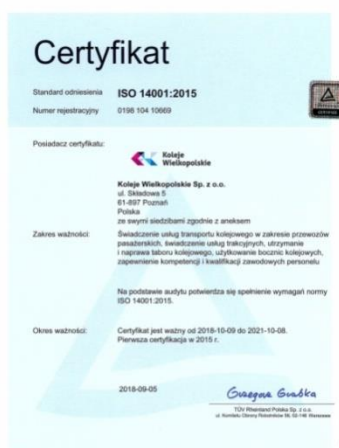 Certyfikat
Standard odniesienia ISO 14001:2015
Numer rejestracyjny 0198 104 10669
Posiadacz certyfikatu:
Koleje
Wielkopolskie
Koleje Wielkopolskie Sp. z o.o.
ul. Składowa 5
61-897 Poznań
Polska
ze swymi siedzibami zgodnie z aneksem
Zakres ważności: Świadczenie usług transportu kolejowego w zakresie przewozów
pasażerskich, świadczenie usług trakcyjnych, utrzymanie
i naprawa taboru kolejowego, użytkowanie bocznic kolejowych,
zapewnienie kompetencji i kwalifikacji zawodowych personelu
Na podstawie audytu potwierdza się spełnienie wymagań normy
ISO 14001:2015.
Okres ważności: Certyfikat jest ważny od 2018-10-09 do 2021-10-08.
Pierwsza certyfikacja w 2015 r.
2018-09-05
TÜV Rheinland Polska Sp. z o.o.